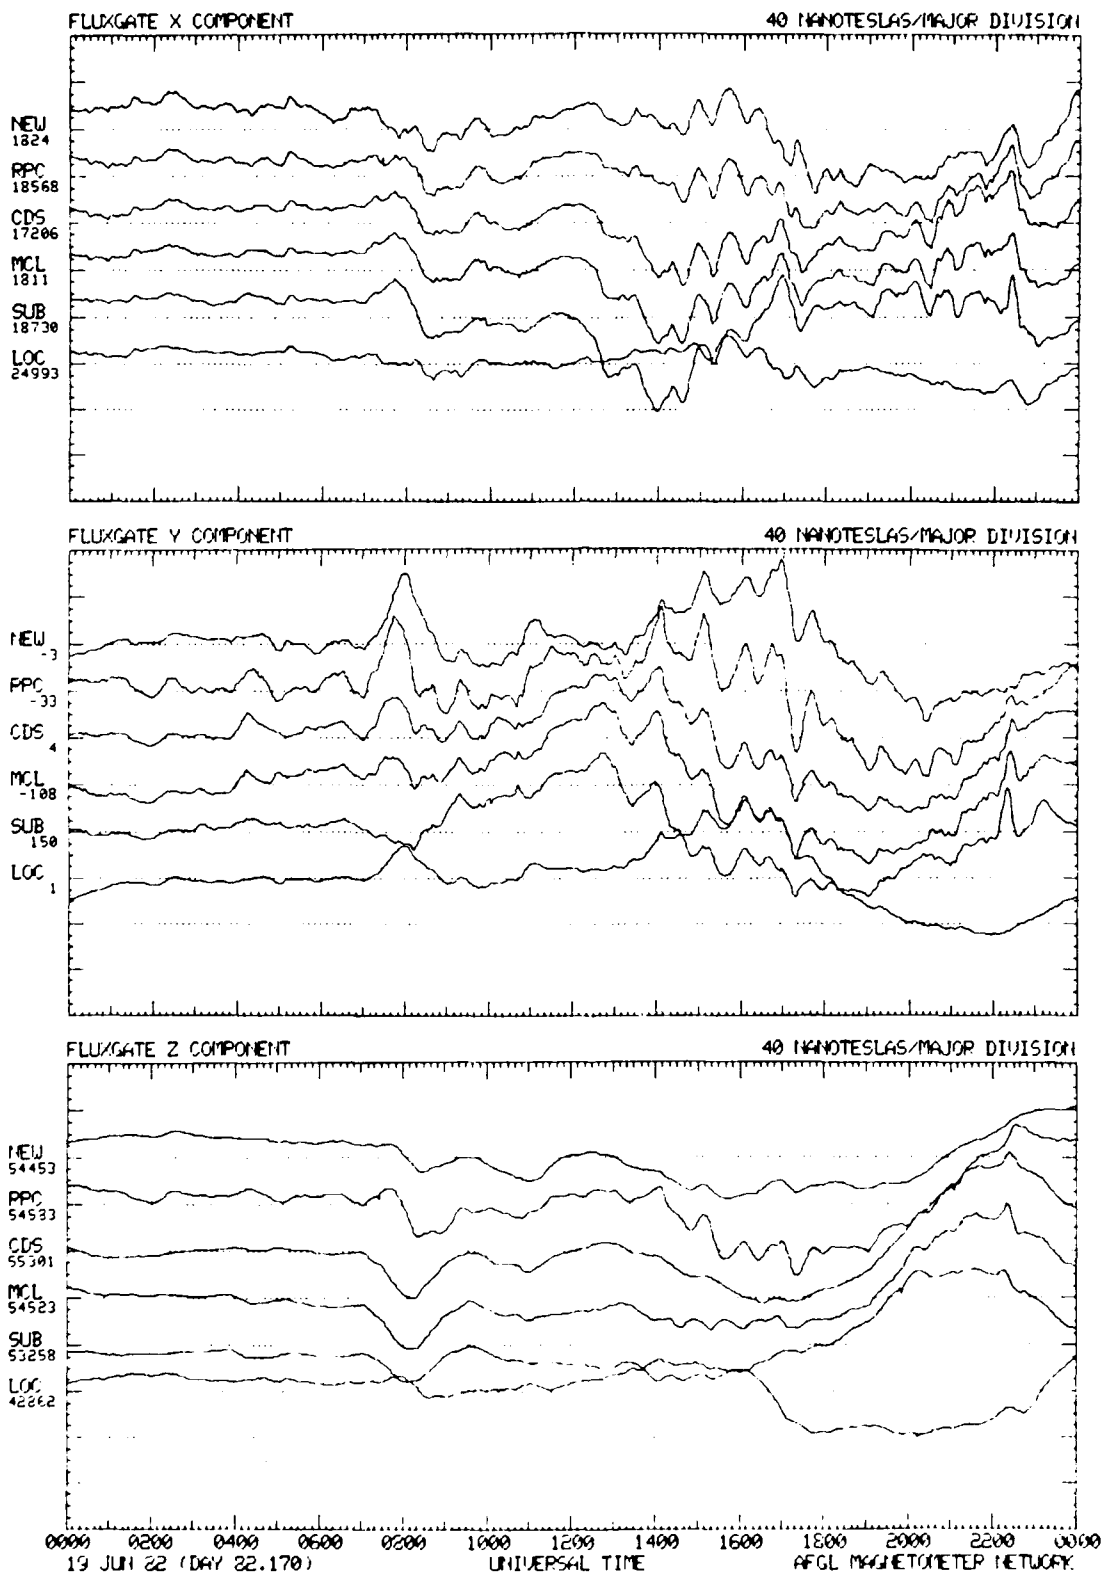 FLUXGATE X COMPONENT 40 NANOTESLAS/MAJOR DIVISION
NEW
1824
RPC
18568
CDS
17206
MCL
1811
SUB
18730
LOC
24993
FLUXGATE Y COMPONENT 40 NANOTESLAS/MAJOR DIVISION
NEW
-3
RPC
-33
CDS
4
MCL
-108
SUB
150
LOC
1
FLUXGATE Z COMPONENT 40 NANOTESLAS/MAJOR DIVISION
NEW
54453
RPC
54533
CDS
55301
MCL
54523
SUB
53258
LOC
42262
0000 0200 0400 0600 0800 1000 1200 1400 1600 1800 2000 2200 0000
19 JUN 22 (DAY 22.170) UNIVERSAL TIME AFGL MAGNETOMETER NETWORK